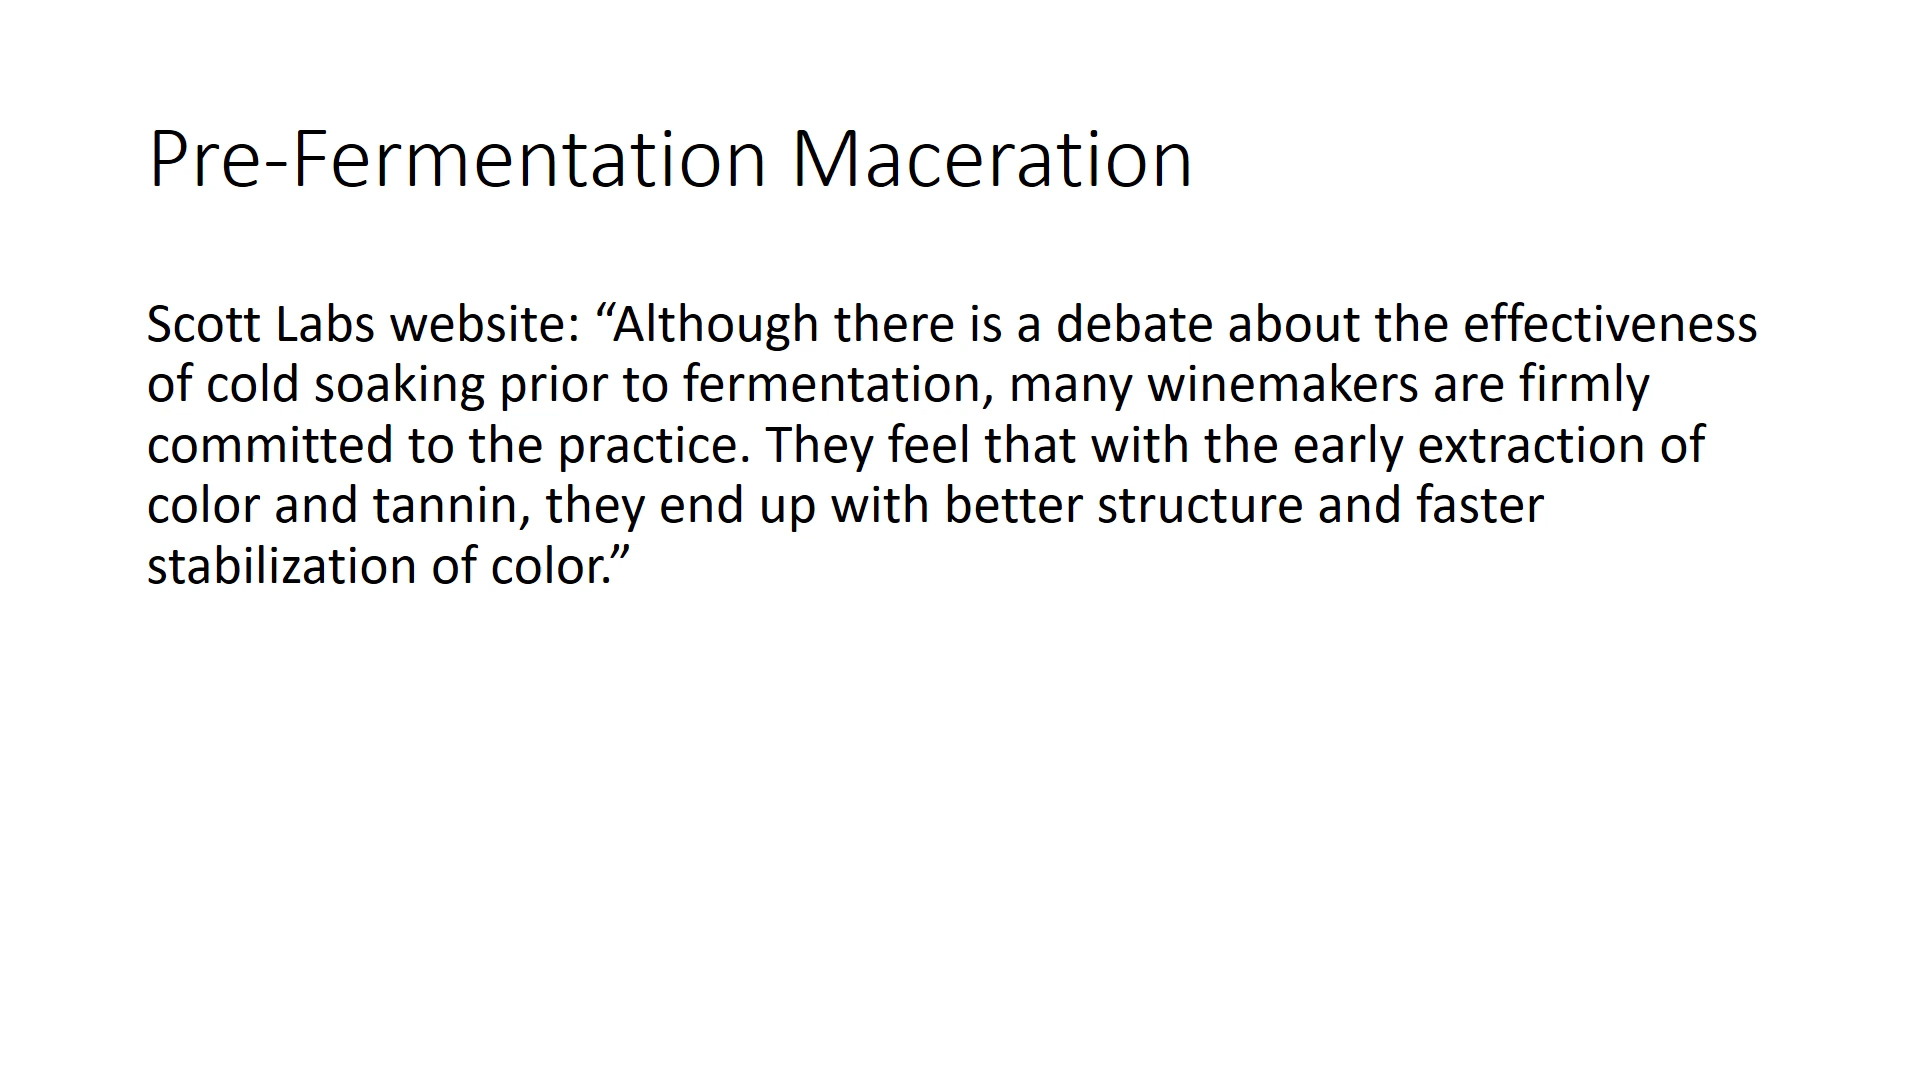 Pre-Fermentation Maceration
Scott Labs website: “Although there is a debate about the effectiveness
of cold soaking prior to fermentation, many winemakers are firmly
committed to the practice. They feel that with the early extraction of
color and tannin, they end up with better structure and faster
stabilization of color.”